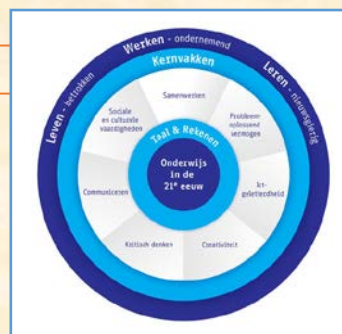 Werken - ondernemend
Leven - betrokken
Leren - nieuwsgierig
Kernvakken
Samenwerken
Sociale
en culturele
vaardigheden
Probleem-
oplossend
vermogen
Taal & Rekenen
Onderwijs
in de
21e eeuw
Communiceren
Ict-
geletterdheid
Kritisch denken
Creativiteit